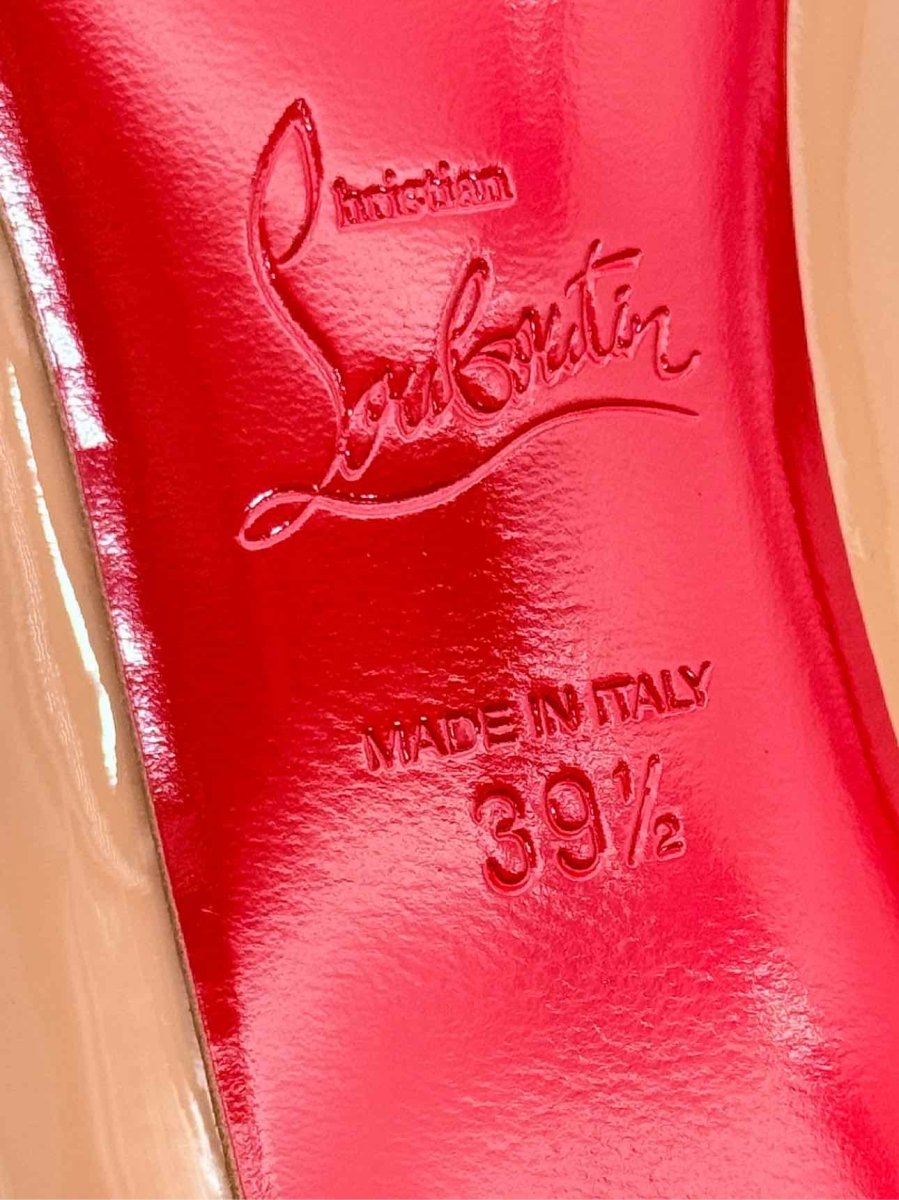 Christian
Louboutin
MADE IN ITALY
39½